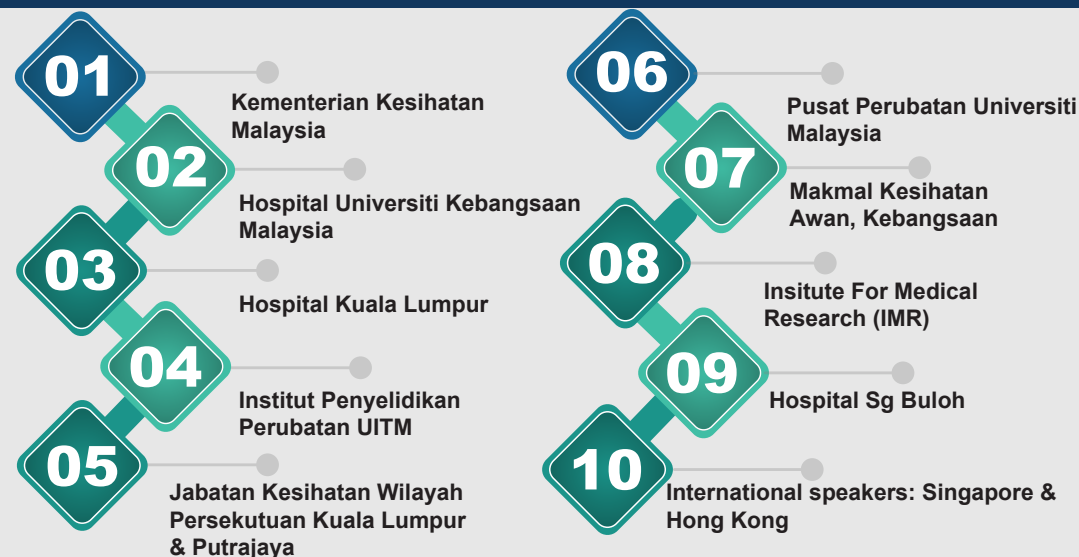 01
Kementerian Kesihatan
Malaysia
02
Hospital Universiti Kebangsaan
Malaysia
03
Hospital Kuala Lumpur
04
Institut Penyelidikan
Perubatan UITM
05
Jabatan Kesihatan Wilayah
Persekutuan Kuala Lumpur
& Putrajaya
06
Pusat Perubatan Universiti
Malaysia
07
Makmal Kesihatan
Awan, Kebangsaan
08
Insitute For Medical
Research (IMR)
09
Hospital Sg Buloh
10
International speakers: Singapore &
Hong Kong